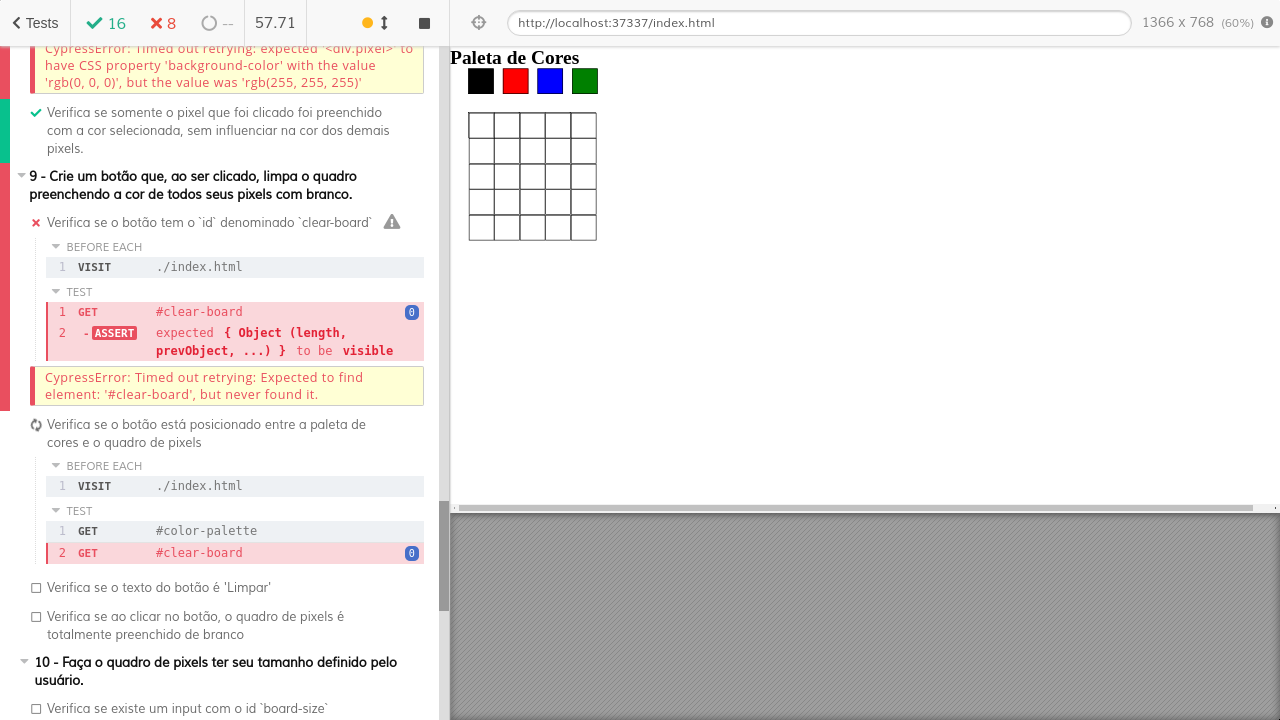 Tests 16 8 -- 57.71 http://localhost:37337/index.html 1366 x 768 (60%)
CypressError: Timed out retrying: expected '<div.pixel>' to
have CSS property 'background-color' with the value
'rgb(0, 0, 0)', but the value was 'rgb(255, 255, 255)'
Verifica se somente o pixel que foi clicado foi preenchido
com a cor selecionada, sem influenciar na cor dos demais
pixels.
9 - Crie um botão que, ao ser clicado, limpa o quadro
preenchendo a cor de todos seus pixels com branco.
Verifica se o botão tem o `id` denominado `clear-board`
BEFORE EACH
1 VISIT ./index.html
TEST
1 GET #clear-board 0
2 - ASSERT expected { Object (length,
prevObject, ...) } to be visible
CypressError: Timed out retrying: Expected to find
element: '#clear-board', but never found it.
Verifica se o botão está posicionado entre a paleta de
cores e o quadro de pixels
BEFORE EACH
1 VISIT ./index.html
TEST
1 GET #color-palette
2 GET #clear-board 0
Verifica se o texto do botão é 'Limpar'
Verifica se ao clicar no botão, o quadro de pixels é
totalmente preenchido de branco
10 - Faça o quadro de pixels ter seu tamanho definido pelo
usuário.
Verifica se existe um input com o id `board-size`
Paleta de Cores